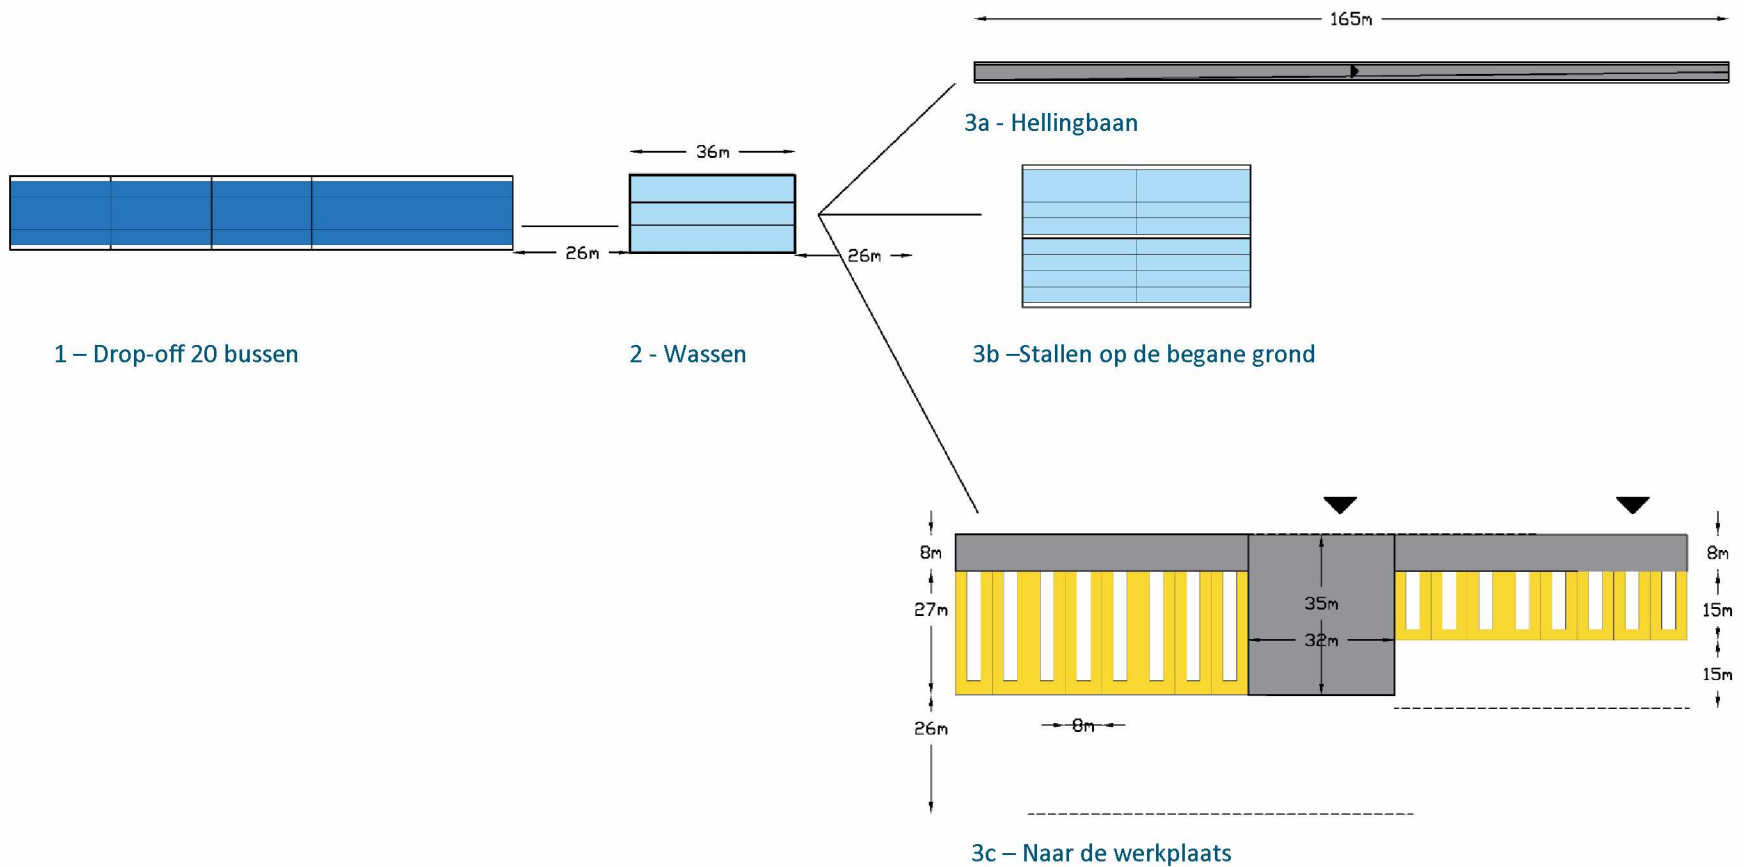 165m
3a - Hellingbaan
36m
26m
26m
1 – Drop-off 20 bussen
2 - Wassen
3b –Stallen op de begane grond
8m
8m
27m
35m
15m
32m
15m
26m
8m
3c – Naar de werkplaats